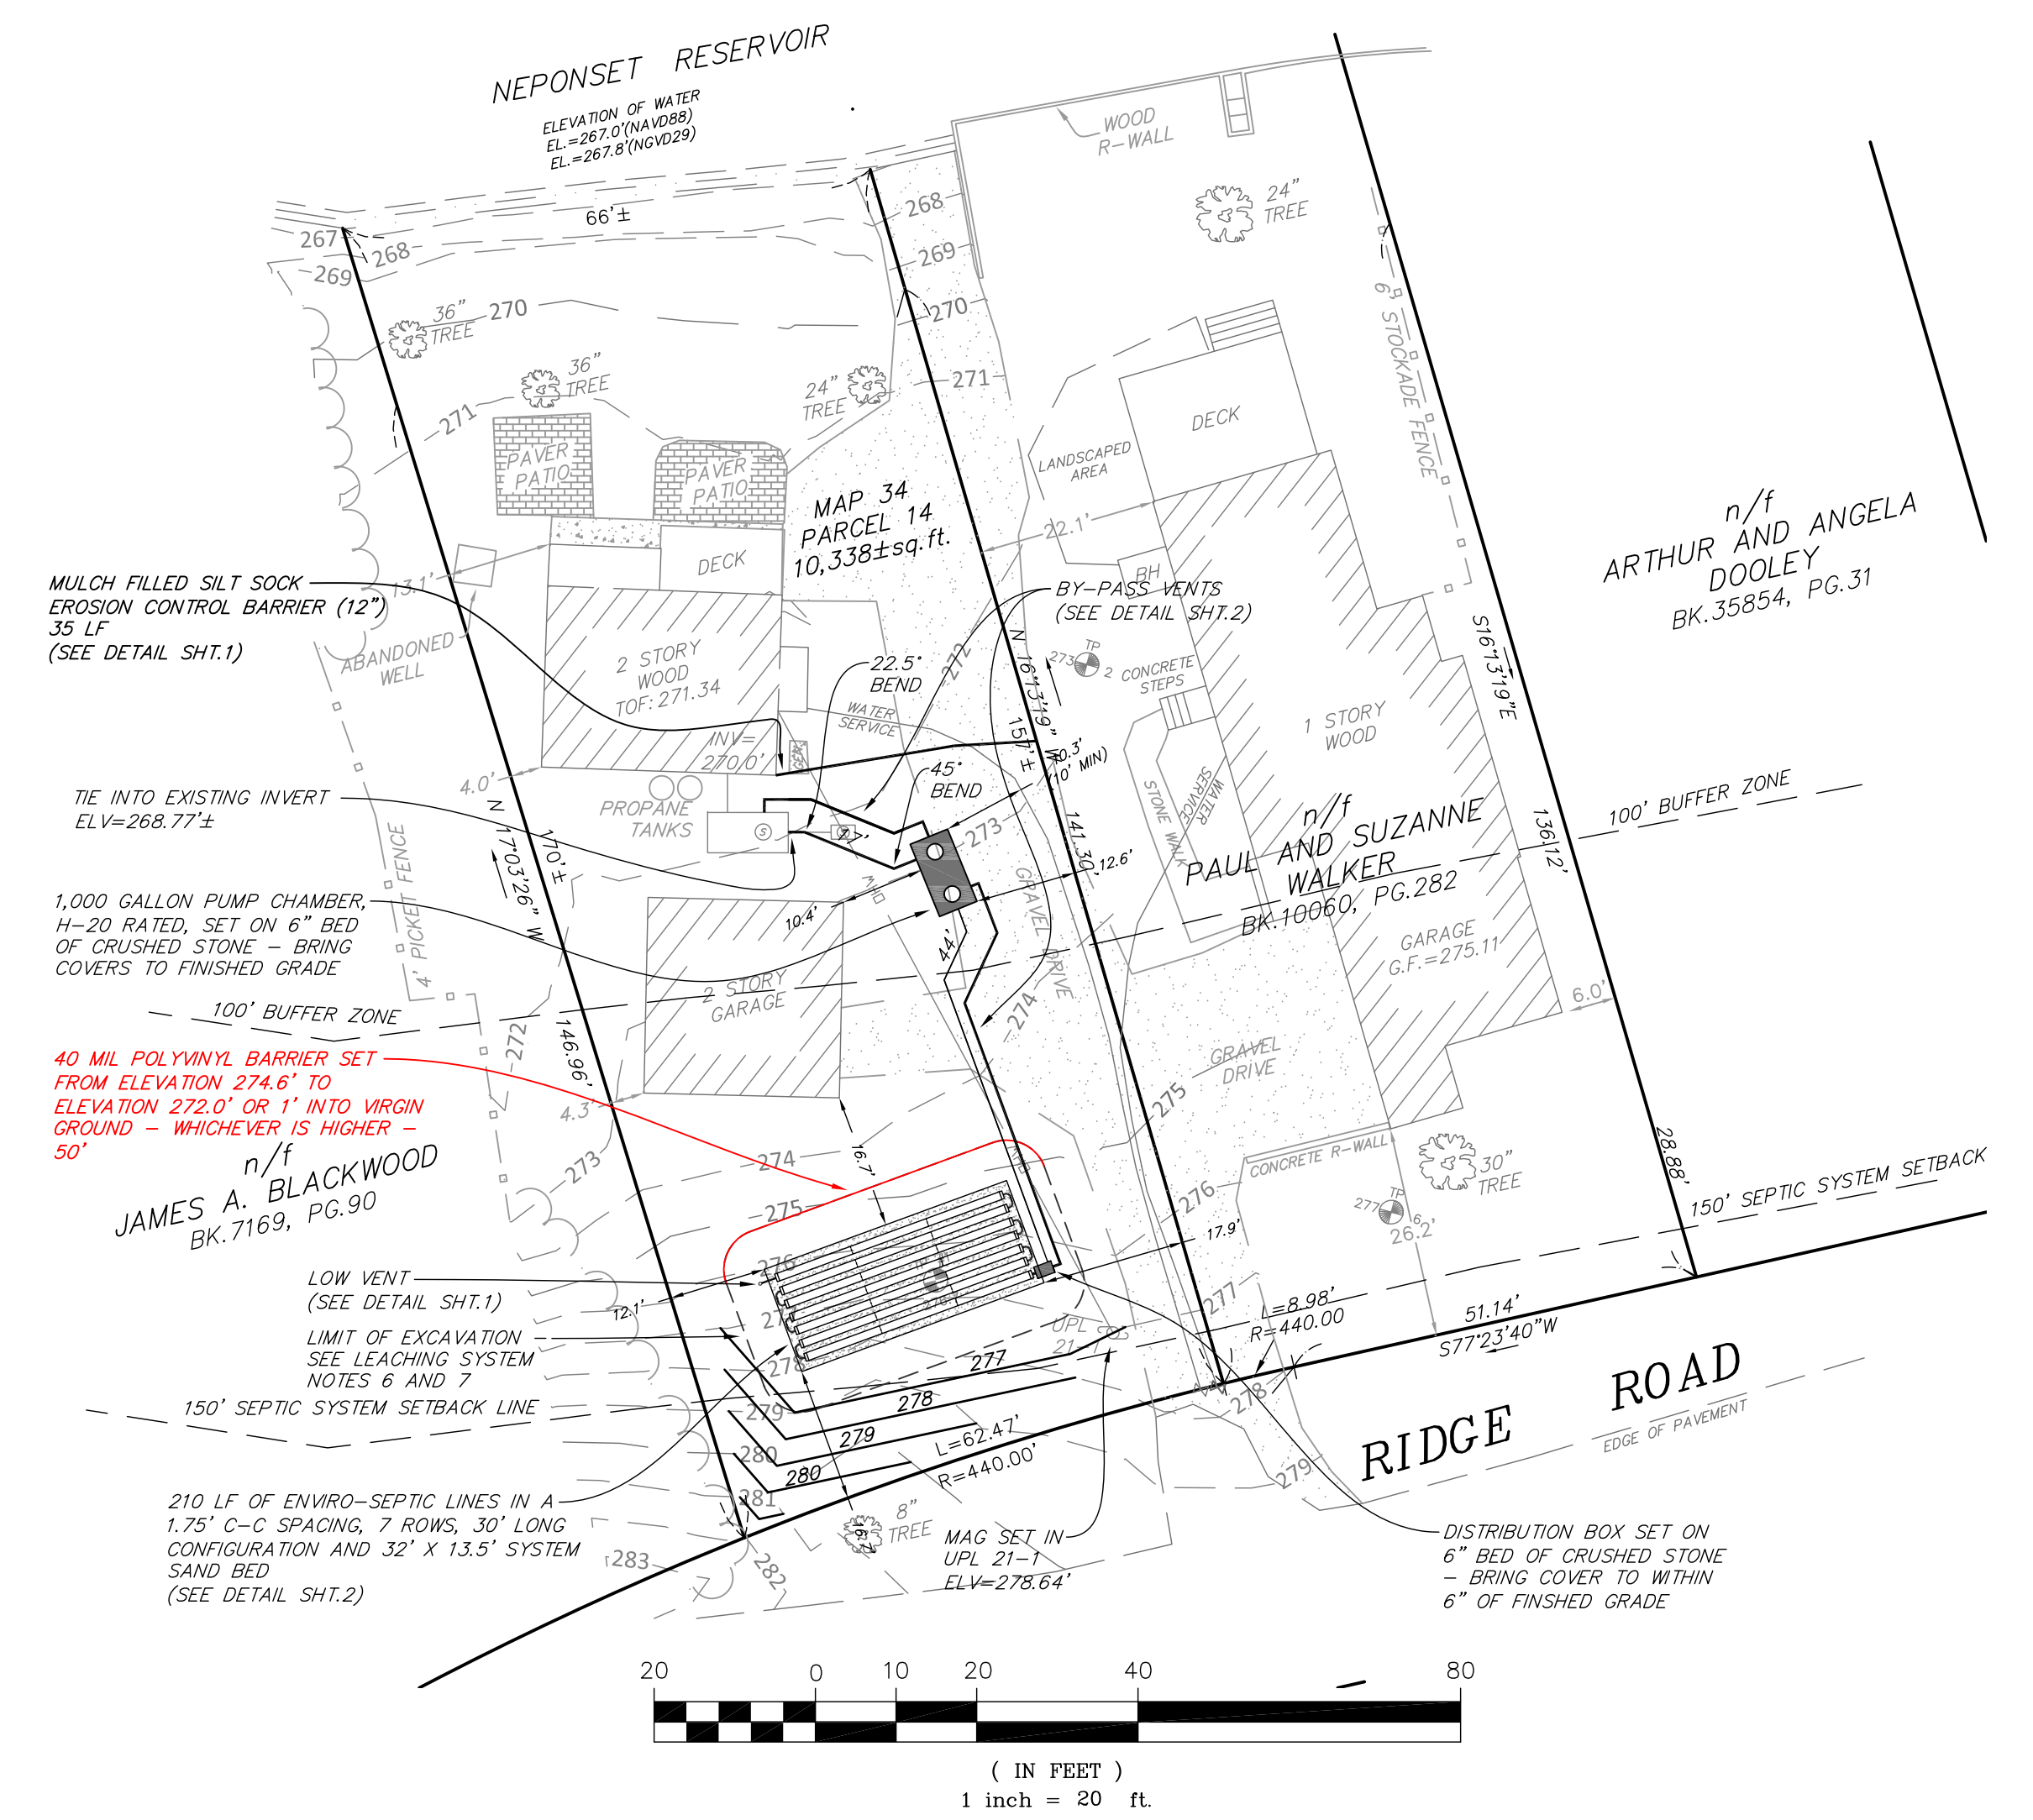 NEPONSET RESERVOIR
ELEVATION OF WATER
EL.=267.0'(NAVD88)
EL.=267.8'(NGVD29)
66'±
WOOD
R-WALL
24"
TREE
267
268
269
268
269
270
271
36"
TREE
270
36"
TREE
24"
TREE
271
6' STOCKADE FENCE
PAVER
PATIO
PAVER
PATIO
DECK
LANDSCAPED
AREA
DECK
MAP 34
PARCEL 14
10,338±sq.ft.
22.1'
BH
n/f
ARTHUR AND ANGELA
DOOLEY
BK.35854, PG.31
13.1'
MULCH FILLED SILT SOCK
EROSION CONTROL BARRIER (12")
35 LF
(SEE DETAIL SHT.1)
ABANDONED
WELL
2 STORY
WOOD
TOF:271.34
BY-PASS VENTS
(SEE DETAIL SHT.2)
22.5°
BEND
272
N 16°13'19" W
157'±
TP
273
2
CONCRETE
STEPS
S16°13'19"E
WATER
SERVICE
INV=
270.0'
GEN
1 STORY
WOOD
10.3'
(10' MIN)
45°
BEND
4.0'
PROPANE
TANKS
S
TIE INTO EXISTING INVERT
ELV=268.77'±
N 17°03'26" W
170'±
4' PICKET FENCE
273
141.30'
12.6'
STONE WALK
WATER
SERVICE
100' BUFFER ZONE
136.12'
n/f
PAUL AND SUZANNE
WALKER
BK.10060, PG.282
1,000 GALLON PUMP CHAMBER,
H-20 RATED, SET ON 6" BED
OF CRUSHED STONE - BRING
COVERS TO FINISHED GRADE
OHW
10.4'
44'
GRAVEL DRIVE
GARAGE
G.F.=275.11'
6.0'
2 STORY
GARAGE
100' BUFFER ZONE
272
146.96'
274
GRAVEL
DRIVE
275
40 MIL POLYVINYL BARRIER SET
FROM ELEVATION 274.6' TO
ELEVATION 272.0' OR 1' INTO VIRGIN
GROUND - WHICHEVER IS HIGHER -
50'
4.3'
n/f
JAMES A. BLACKWOOD
BK.7169, PG.90
273
274
16.7'
OHW
275
276
CONCRETE R-WALL
30"
TREE
28.88'
150' SEPTIC SYSTEM SETBACK
TP
277
6
26.2'
17.9'
276
277
278
LOW VENT
(SEE DETAIL SHT.1)
12.1'
LIMIT OF EXCAVATION
SEE LEACHING SYSTEM
NOTES 6 AND 7
277
UPL
21-1
L=8.98'
R=440.00
51.14'
S77°23'40"W
277
278
279
280
278
279
280
281
150' SEPTIC SYSTEM SETBACK LINE
L=62.47'
R=440.00'
RIDGE ROAD
EDGE OF PAVEMENT
278
279
210 LF OF ENVIRO-SEPTIC LINES IN A
1.75' C-C SPACING, 7 ROWS, 30' LONG
CONFIGURATION AND 32' X 13.5' SYSTEM
SAND BED
(SEE DETAIL SHT.2)
283
282
8"
TREE
16.7'
MAG SET IN
UPL 21-1
ELV=278.64'
DISTRIBUTION BOX SET ON
6" BED OF CRUSHED STONE
- BRING COVER TO WITHIN
6" OF FINSHED GRADE
20 0 10 20 40 80
( IN FEET )
1 inch = 20 ft.